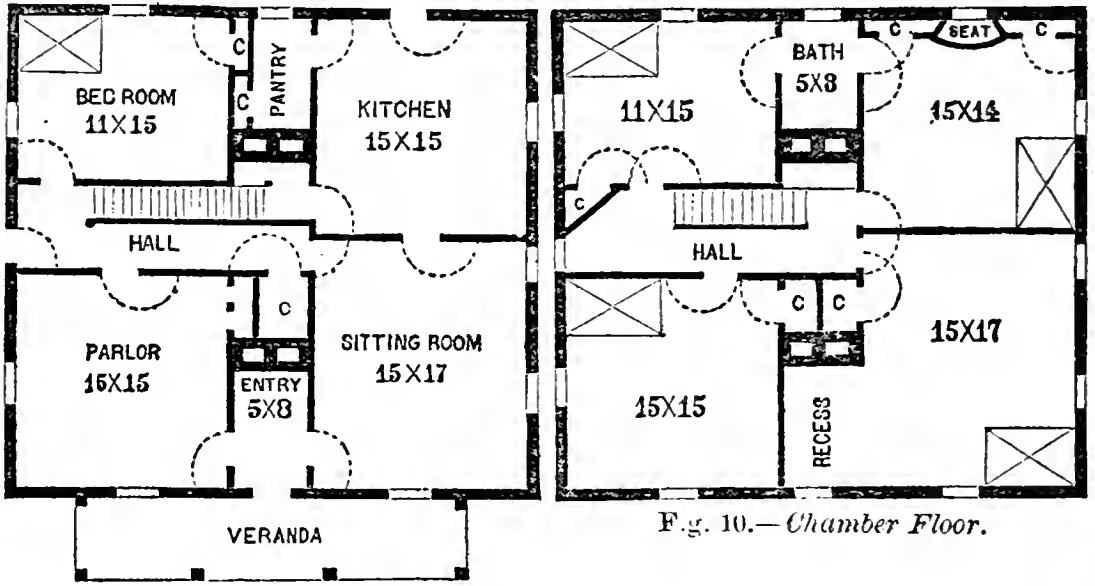 C
PANTRY
C
BED ROOM
11X15
KITCHEN
15X15
HALL
C
PARLOR
15X15
SITTING ROOM
15X17
ENTRY
5X8
VERANDA
C
SEAT
C
BATH
5X8
11X15
15X14
C
HALL
C
C
15X15
15X17
RECESS
F.g. 10.—Chamber Floor.